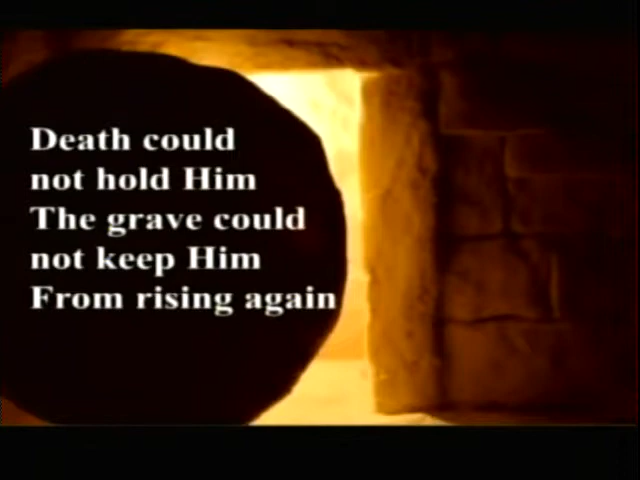 Death could
not hold Him
The grave could
not keep Him
From rising again